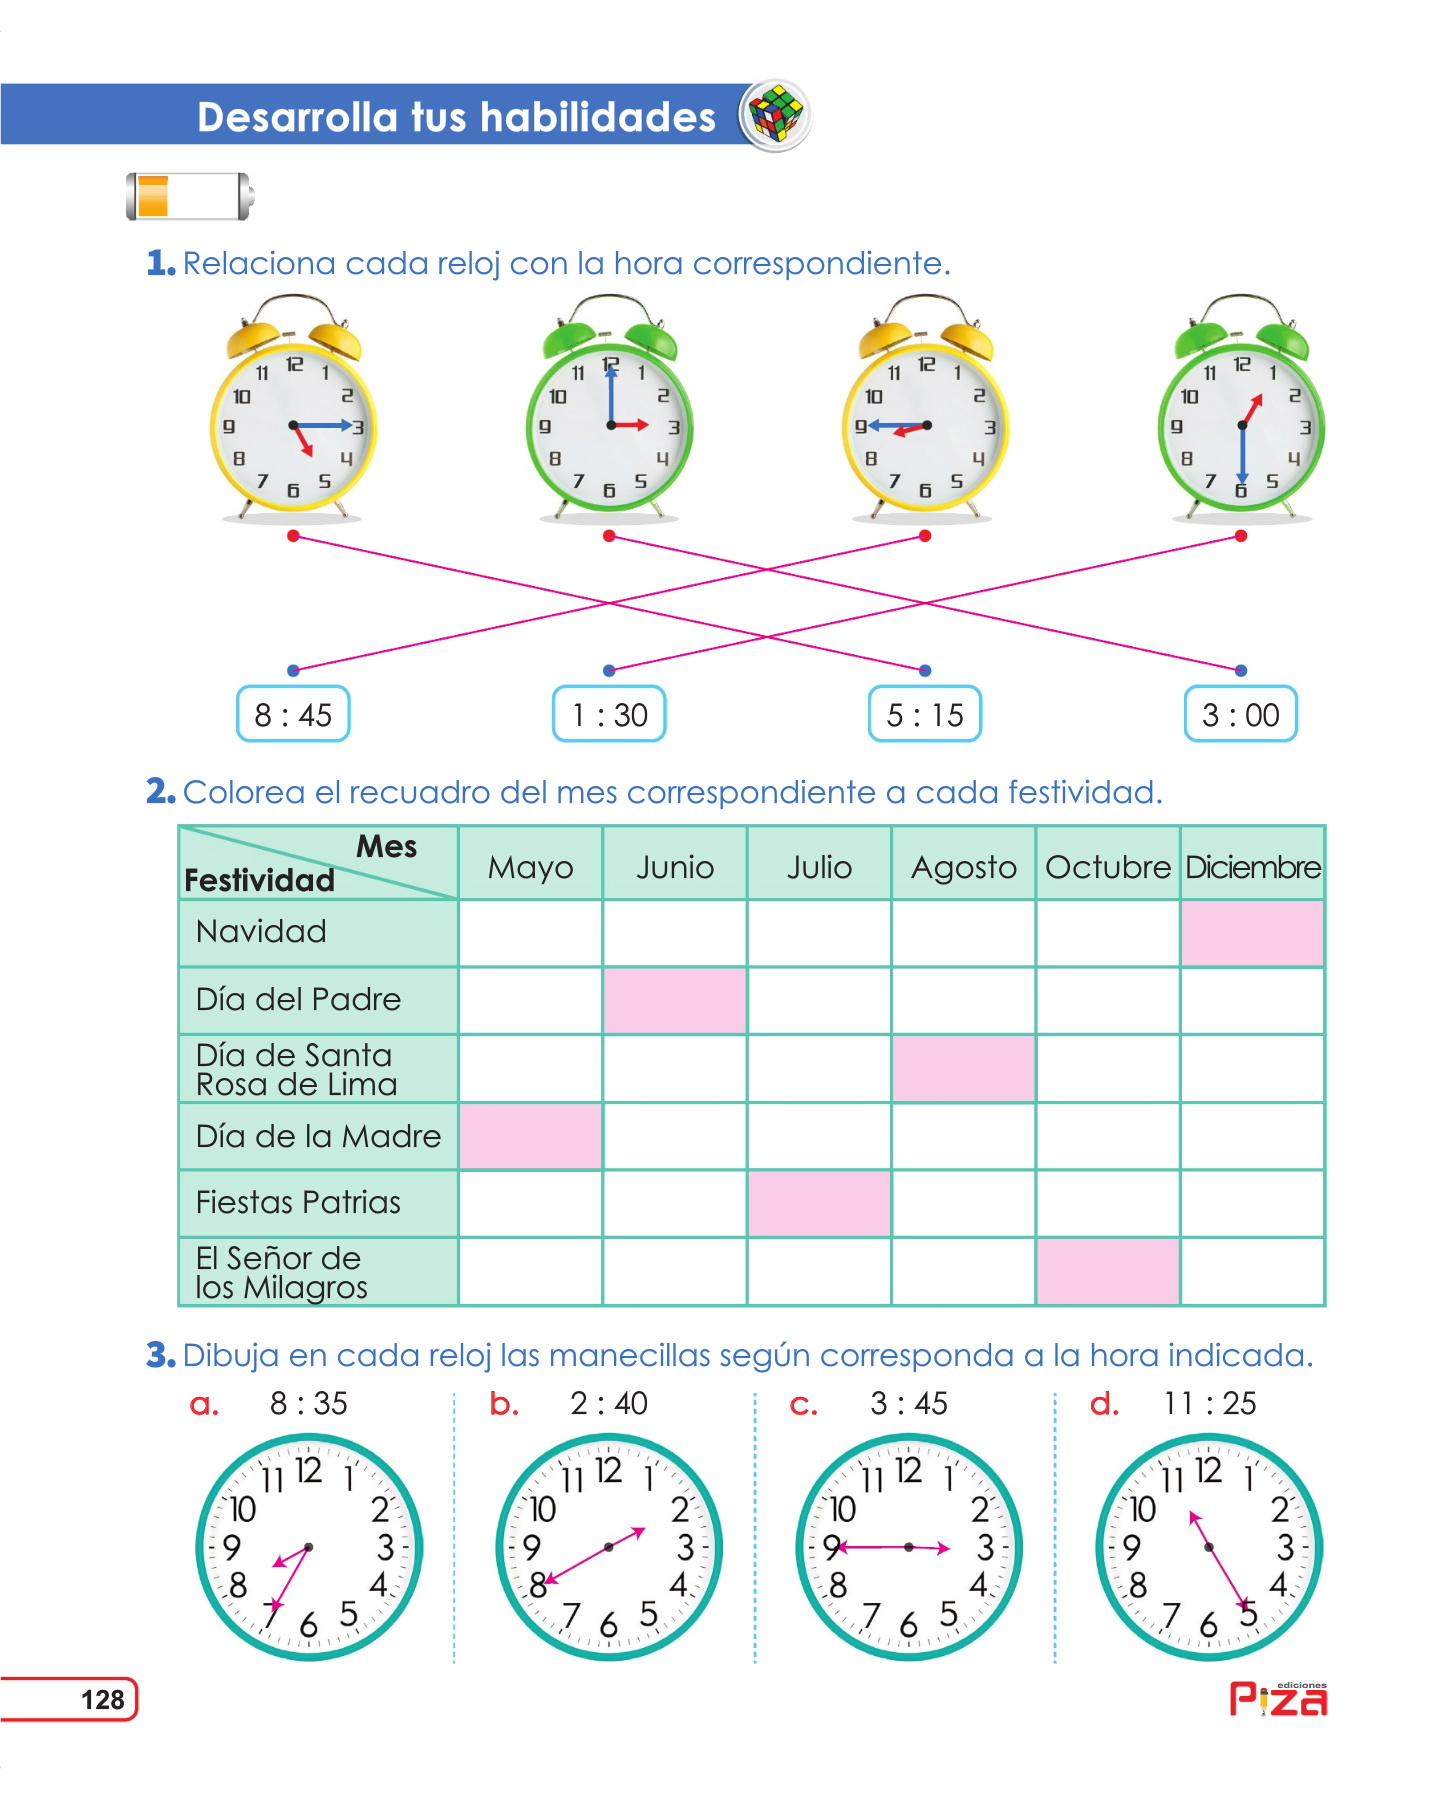 Desarrolla tus habilidades
1. Relaciona cada reloj con la hora correspondiente.
12 1 2 3 4 5 6 7 8 9 10 11
12 1 2 3 4 5 6 7 8 9 10 11
12 1 2 3 4 5 6 7 8 9 10 11
12 1 2 3 4 5 6 7 8 9 10 11
8 : 45 1 : 30 5 : 15 3 : 00
2. Colorea el recuadro del mes correspondiente a cada festividad.
Mes
Festividad
Mayo Junio Julio Agosto Octubre Diciembre
Navidad
Día del Padre
Día de Santa
Rosa de Lima
Día de la Madre
Fiestas Patrias
El Señor de
los Milagros
3. Dibuja en cada reloj las manecillas según corresponda a la hora indicada.
a. 8 : 35 b. 2 : 40 c. 3 : 45 d. 11 : 25
12 1 2 3 4 5 6 7 8 9 10 11
12 1 2 3 4 5 6 7 8 9 10 11
12 1 2 3 4 5 6 7 8 9 10 11
12 1 2 3 4 5 6 7 8 9 10 11
128
ediciones
Piza